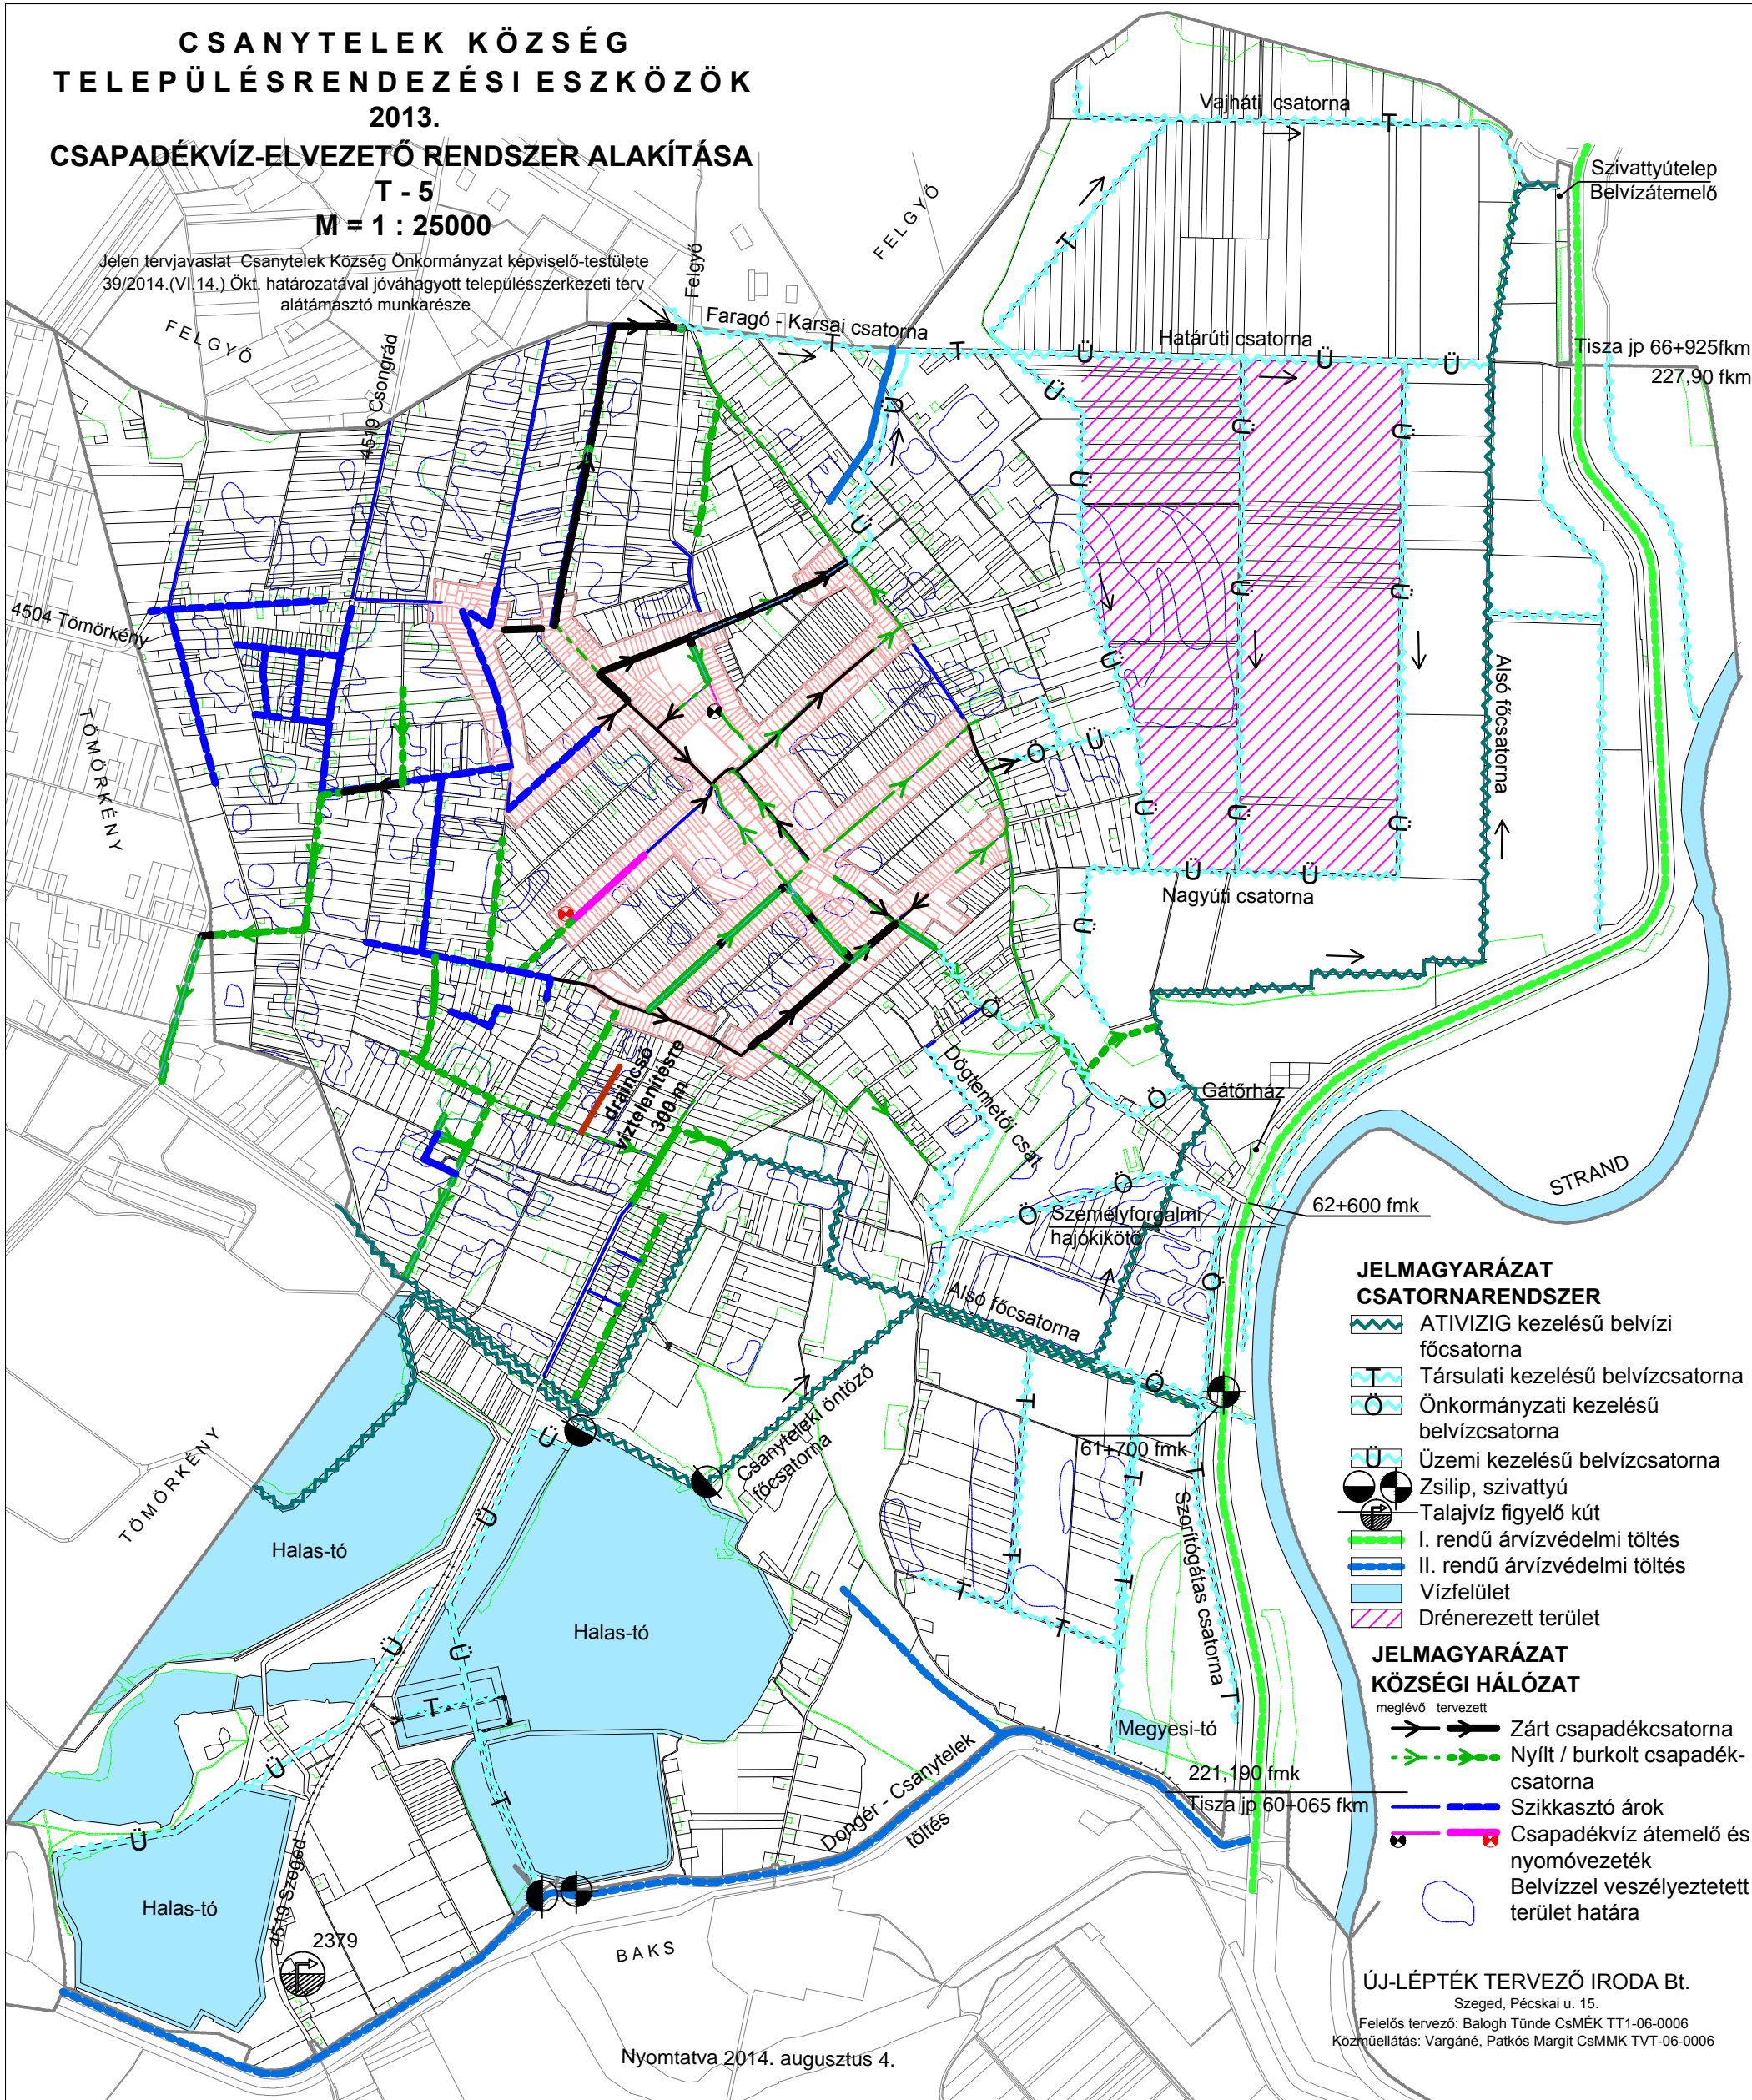 CSANYTELEK KÖZSÉG
TELEPÜLÉSRENDEZÉSI ESZKÖZÖK
2013.
CSAPADÉKVÍZ-ELVEZETŐ RENDSZER ALAKÍTÁSA
T - 5
M = 1 : 25000
Jelen tervjavaslat Csanytelek Község Önkormányzat képviselő-testülete
39/2014.(VI.14.) Ökt. határozatával jóváhagyott településszerkezeti terv
alátámasztó munkarésze
FELGYŐ
4519 Csongrád
Felgyő
FELGYŐ
Vajháti csatorna
T
T
Szivattyútelep
Belvízátemelő
Faragó - Karsai csatorna
T
T
Határúti csatorna
Ü
Ü
Ü
Tisza jp 66+925fkm
227,90 fkm
Ü
Ü
Ü
Ü
Ü
Ü
Ü
Ü
Ü
4504 Tömörkény
TÖMÖRKÉNY
Alsó főcsatorna
Ö
Ü
Ü
Ü
Ü
Ü
Ü
Nagyúti csatorna
Ü
Ö
Dögtemetői csat.
Ö
Gátőrház
draincső
víztelenítésre
300 m
STRAND
62+600 fmk
Ö
Ö
Személyforgalmi
hajókikötő
Ö
Alsó főcsatorna
Ö
Csanyteleki öntöző
főcsatorna
61+700 fmk
T
T
T
T
T
T
T
T
Szorítógátas csatorna
TÖMÖRKÉNY
Ü
Ü
Halas-tó
Halas-tó
Ü
Ü
T
Ü
T
Ü
Halas-tó
4519 Szeged
2379
Megyesi-tó
221,190 fmk
Tisza jp 60+065 fkm
Dongér - Csanytelek
töltés
BAKS
JELMAGYARÁZAT
CSATORNARENDSZER
ATIVIZIG kezelésű belvízi
főcsatorna
T Társulati kezelésű belvízcsatorna
Ö Önkormányzati kezelésű
belvízcsatorna
Ü Üzemi kezelésű belvízcsatorna
Zsilip, szivattyú
Talajvíz figyelő kút
I. rendű árvízvédelmi töltés
II. rendű árvízvédelmi töltés
Vízfelület
Drénerezett terület
JELMAGYARÁZAT
KÖZSÉGI HÁLÓZAT
meglévő tervezett
Zárt csapadékcsatorna
Nyílt / burkolt csapadék-
csatorna
Szikkasztó árok
Csapadékvíz átemelő és
nyomóvezeték
Belvízzel veszélyeztetett
terület határa
ÚJ-LÉPTÉK TERVEZŐ IRODA Bt.
Szeged, Pécskai u. 15.
Felelős tervező: Balogh Tünde CsMÉK TT1-06-0006
Közműellátás: Vargáné, Patkós Margit CsMMK TVT-06-0006
Nyomtatva 2014. augusztus 4.